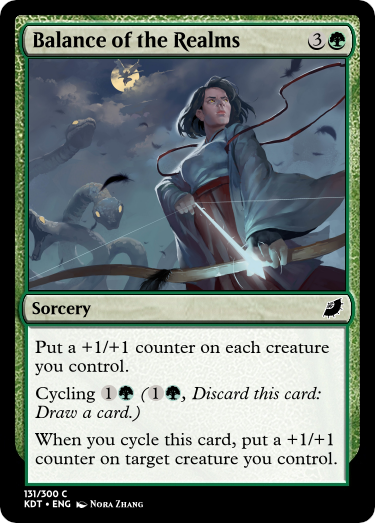 Balance of the Realms 3
Sorcery
Put a +1/+1 counter on each creature
you control.
Cycling 1 (1, Discard this card:
Draw a card.)
When you cycle this card, put a +1/+1
counter on target creature you control.
131/300 C
KDT • ENG Nora Zhang